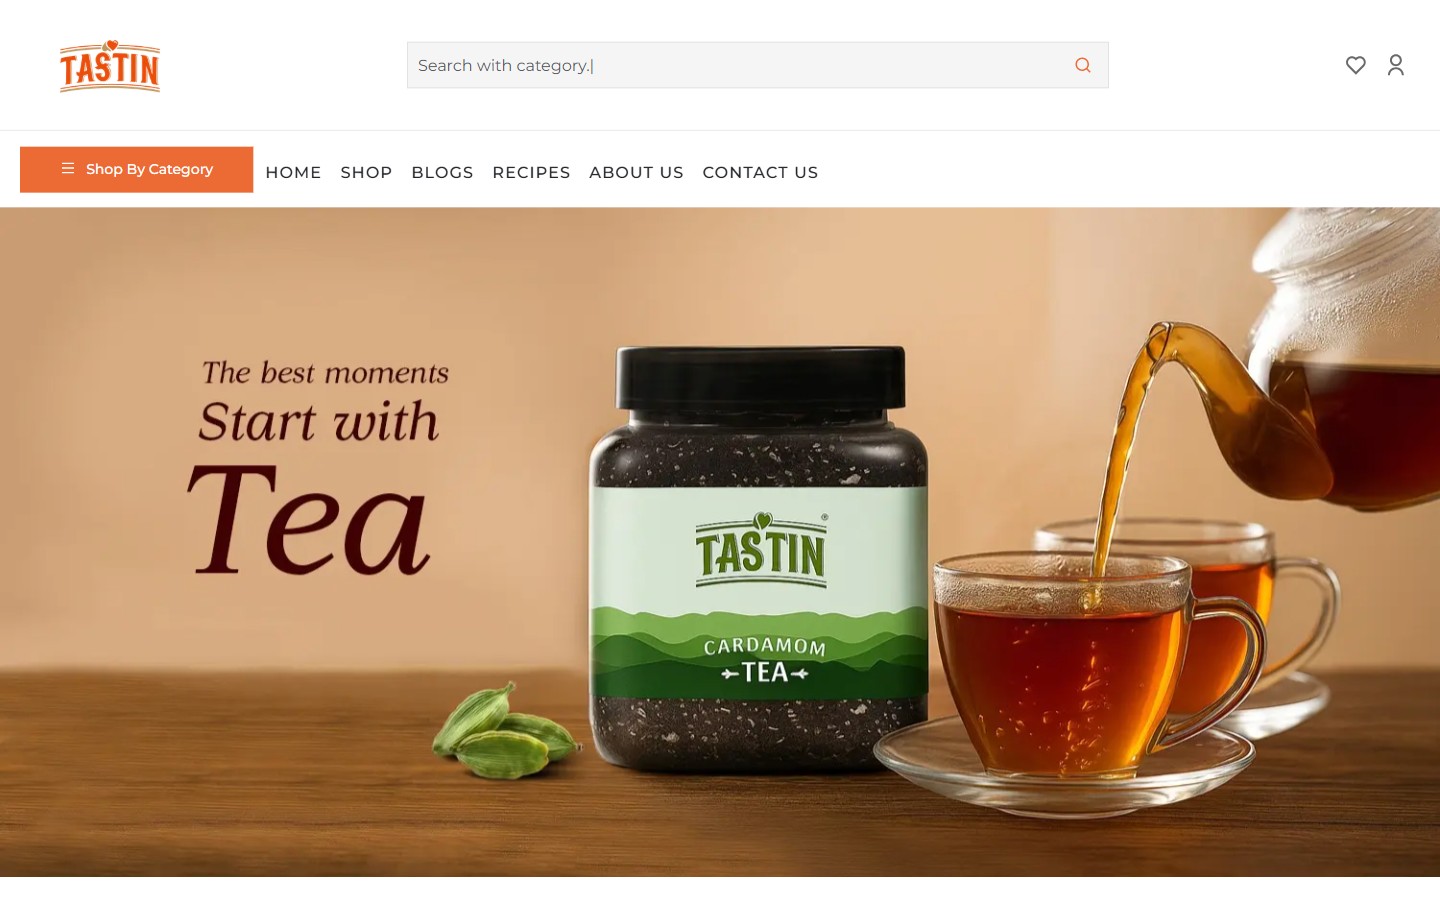 TASTIN
Search with category.|
Shop By Category
HOME SHOP BLOGS RECIPES ABOUT US CONTACT US
The best moments
Start with
Tea
TASTIN®
CARDAMOM
TEA